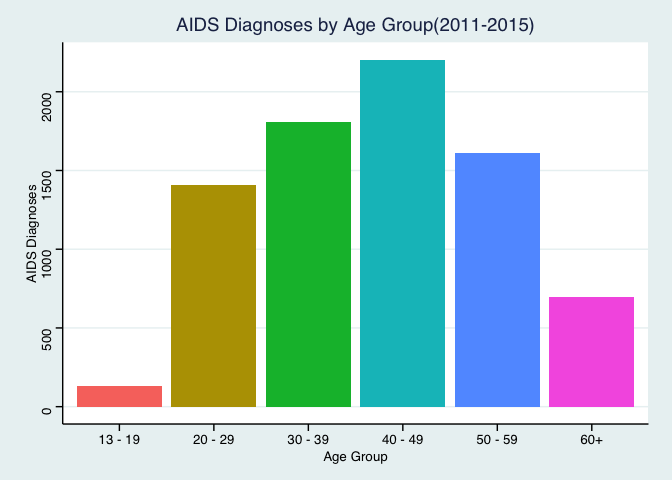 AIDS Diagnoses by Age Group(2011-2015)
AIDS Diagnoses
2000
1500
1000
500
0
13 - 19
20 - 29
30 - 39
40 - 49
50 - 59
60+
Age Group